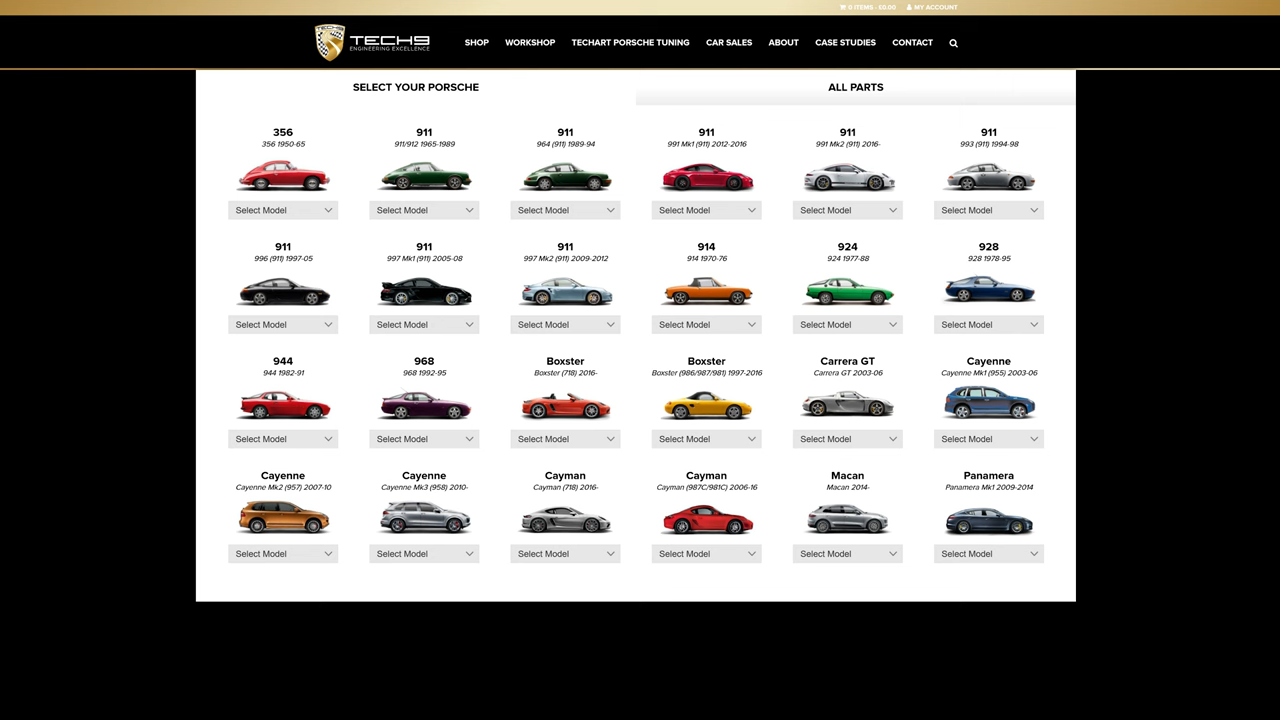 0 ITEMS - £0.00 MY ACCOUNT
TECH9
TECH9
ENGINEERING EXCELLENCE
SHOP WORKSHOP TECHART PORSCHE TUNING CAR SALES ABOUT CASE STUDIES CONTACT
SELECT YOUR PORSCHE ALL PARTS
356 911 911 911 911 911
356 1950-65 911/912 1965-1989 964 (911) 1989-94 991 Mk1 (911) 2012-2016 991 Mk2 (911) 2016- 993 (911) 1994-98
Select Model Select Model Select Model Select Model Select Model Select Model
911 911 911 914 924 928
996 (911) 1997-05 997 Mk1 (911) 2005-08 997 Mk2 (911) 2009-2012 914 1970-76 924 1977-88 928 1978-95
Select Model Select Model Select Model Select Model Select Model Select Model
944 968 Boxster Boxster Carrera GT Cayenne
944 1982-91 968 1992-95 Boxster (718) 2016- Boxster (986/987/981) 1997-2016 Carrera GT 2003-06 Cayenne Mk1 (955) 2003-06
Select Model Select Model Select Model Select Model Select Model Select Model
Cayenne Cayenne Cayman Cayman Macan Panamera
Cayenne Mk2 (957) 2007-10 Cayenne Mk3 (958) 2010- Cayman (718) 2016- Cayman (987C/981C) 2006-16 Macan 2014- Panamera Mk1 2009-2014
Select Model Select Model Select Model Select Model Select Model Select Model